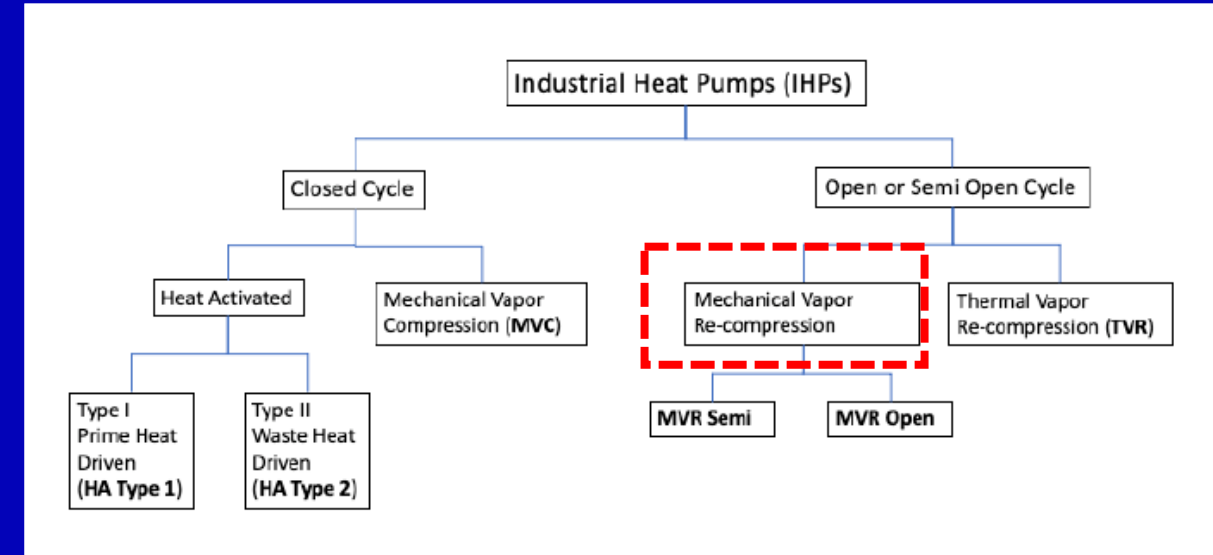 Industrial Heat Pumps (IHPs)
Closed Cycle
Open or Semi Open Cycle
Heat Activated
Mechanical Vapor
Compression (MVC)
Mechanical Vapor
Re-compression
Thermal Vapor
Re-compression (TVR)
Type I
Prime Heat
Driven
(HA Type 1)
Type II
Waste Heat
Driven
(HA Type 2)
MVR Semi
MVR Open